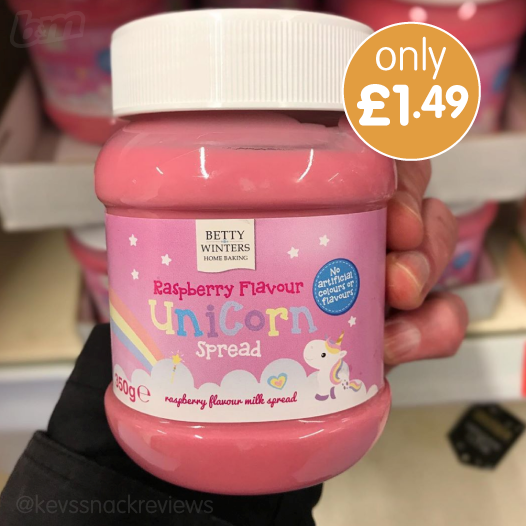 b&m
only
£1.49
BETTY
WINTERS
HOME BAKING
Raspberry Flavour
UniCorn
Spread
No
artificial
colours or
flavours
350g e
raspberry flavour milk spread
@kevssnackreviews